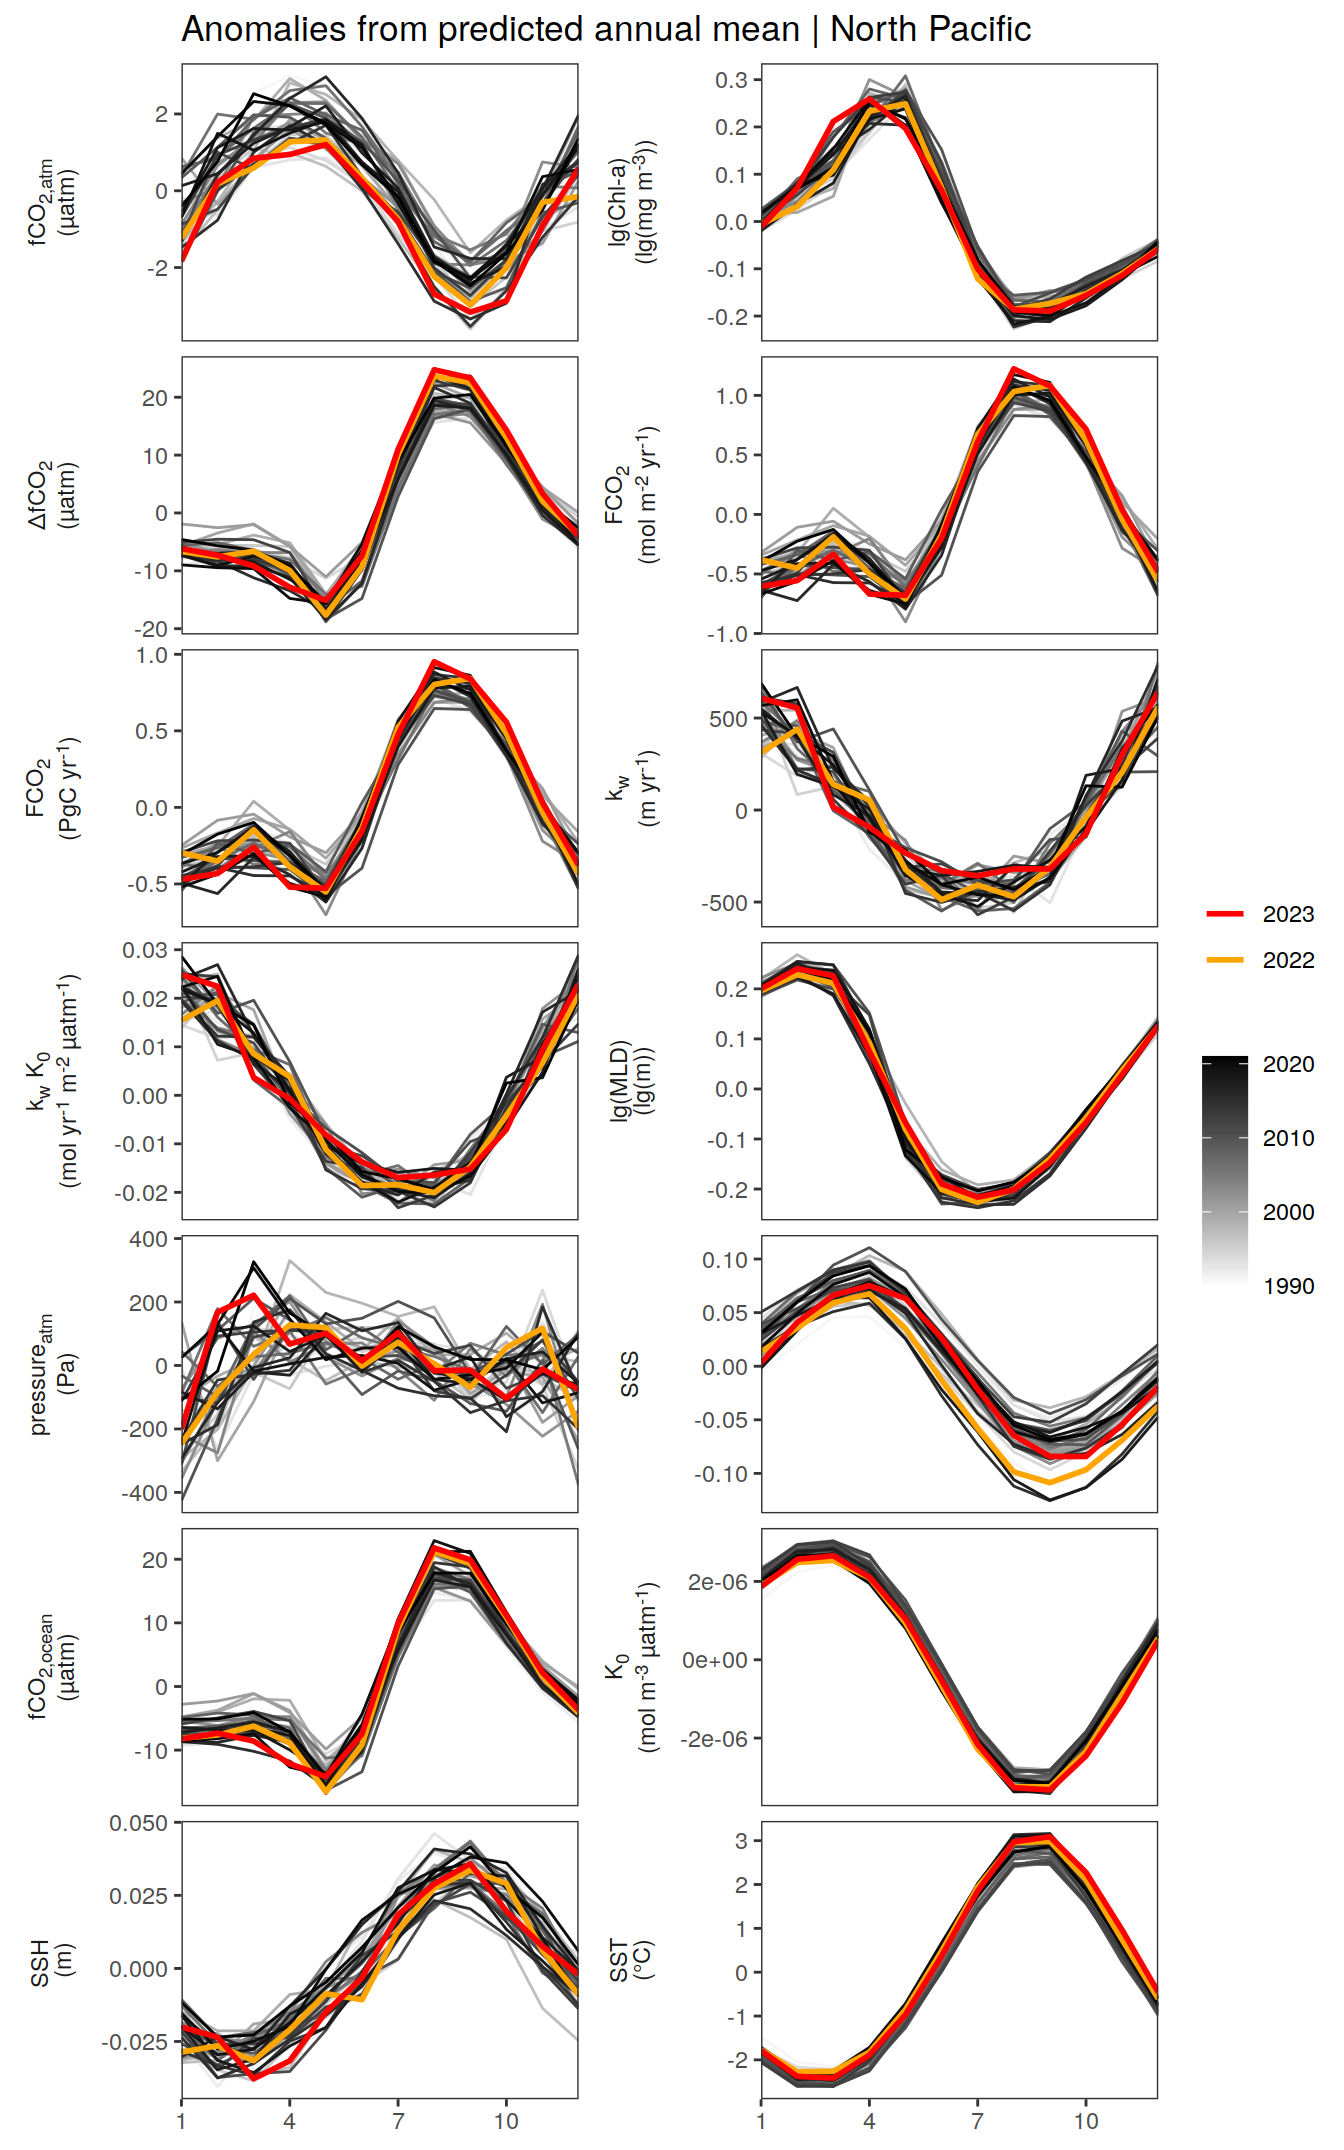 Anomalies from predicted annual mean | North Pacific
fCO2,atm
(µatm)
2
0
-2
lg(Chl-a)
(lg(mg m-3))
0.3
0.2
0.1
0.0
-0.1
-0.2
ΔfCO2
(µatm)
20
10
0
-10
-20
FCO2
(mol m-2 yr-1)
1.0
0.5
0.0
-0.5
-1.0
FCO2
(PgC yr-1)
1.0
0.5
0.0
-0.5
kw
(m yr-1)
500
0
-500
kw K0
(mol yr-1 m-2 µatm-1)
0.03
0.02
0.01
0.00
-0.01
-0.02
lg(MLD)
(lg(m))
0.2
0.1
0.0
-0.1
-0.2
pressureatm
(Pa)
400
200
0
-200
-400
SSS
0.10
0.05
0.00
-0.05
-0.10
fCO2,ocean
(µatm)
20
10
0
-10
K0
(mol m-3 µatm-1)
2e-06
0e+00
-2e-06
SSH
(m)
0.050
0.025
0.000
-0.025
SST
(°C)
3
2
1
0
-1
-2
1 4 7 10
1 4 7 10
2023
2022
2020
2010
2000
1990